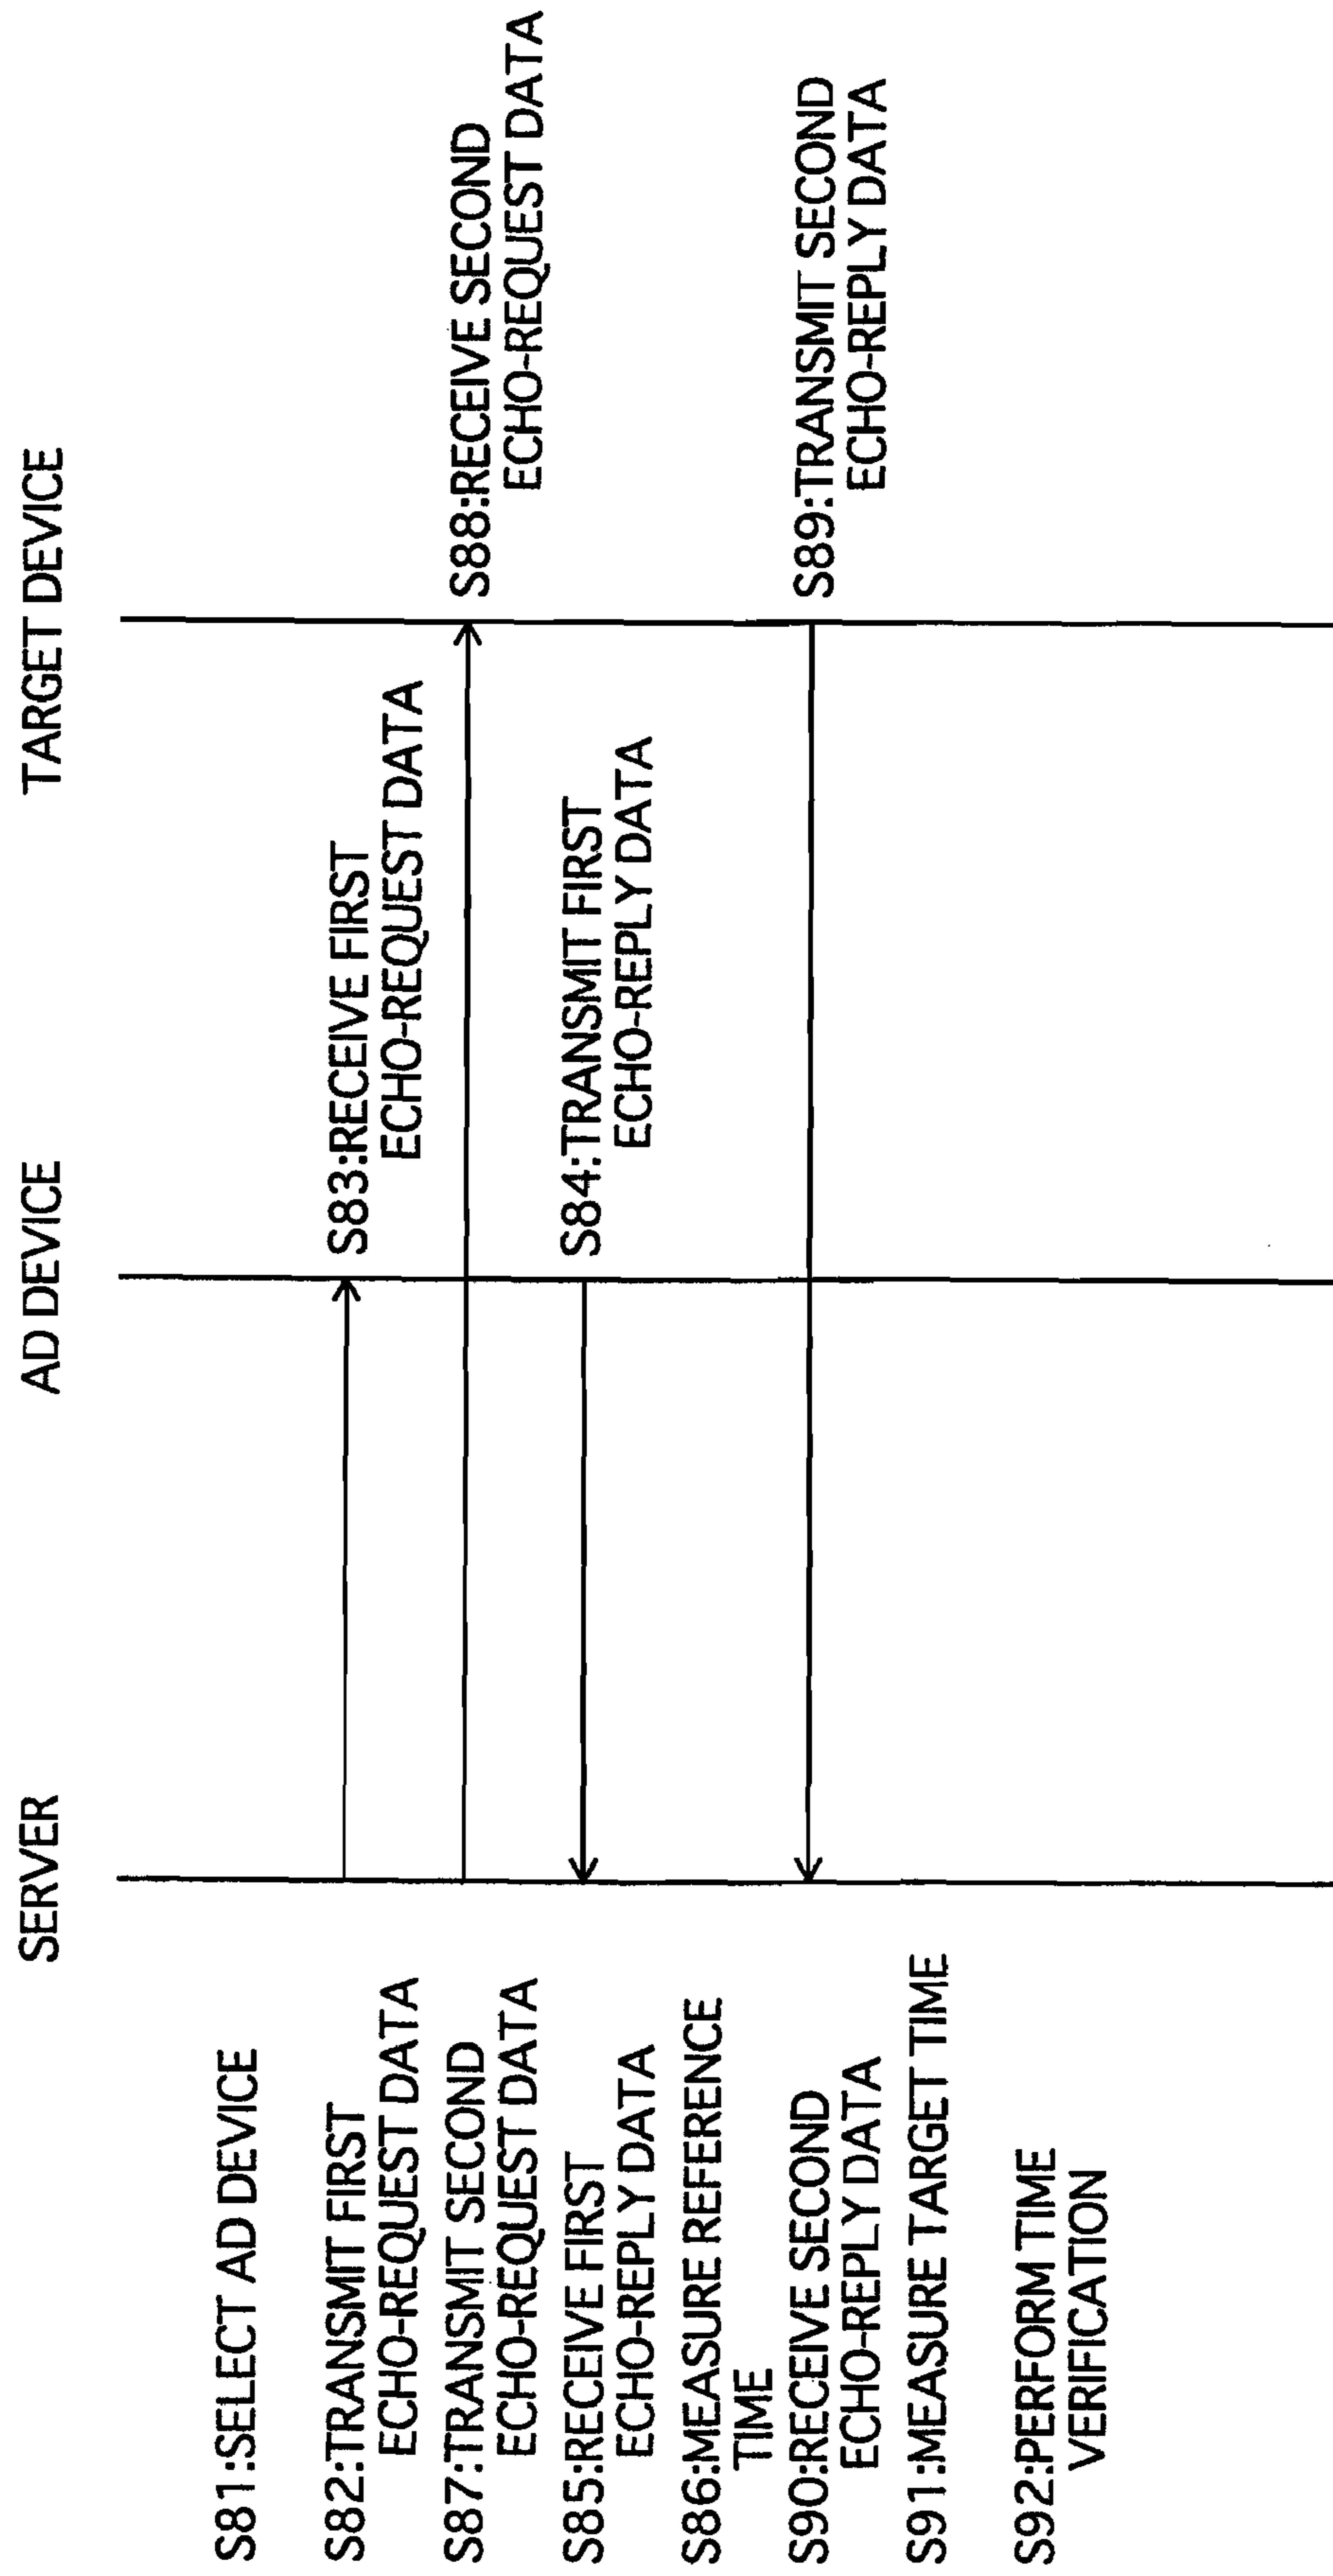 SERVER
AD DEVICE
TARGET DEVICE
S81:SELECT AD DEVICE
S82:TRANSMIT FIRST
ECHO-REQUEST DATA
S83:RECEIVE FIRST
ECHO-REQUEST DATA
S87:TRANSMIT SECOND
ECHO-REQUEST DATA
S88:RECEIVE SECOND
ECHO-REQUEST DATA
S85:RECEIVE FIRST
ECHO-REPLY DATA
S84:TRANSMIT FIRST
ECHO-REPLY DATA
S86:MEASURE REFERENCE
TIME
S90:RECEIVE SECOND
ECHO-REPLY DATA
S89:TRANSMIT SECOND
ECHO-REPLY DATA
S91:MEASURE TARGET TIME
S92:PERFORM TIME
VERIFICATION